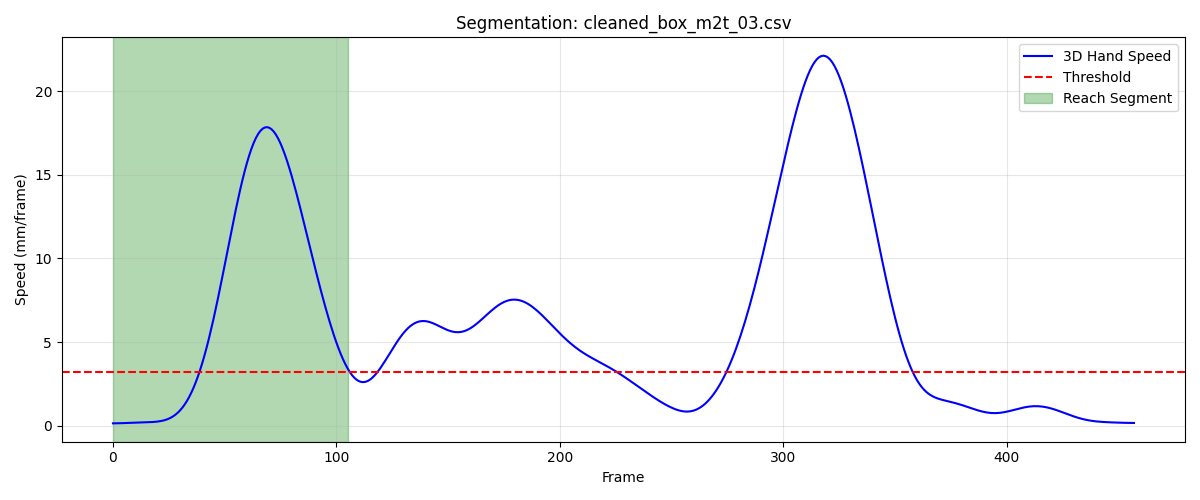 Segmentation: cleaned_box_m2t_03.csv
3D Hand Speed
Threshold
Reach Segment
Speed (mm/frame)
20
15
10
5
0
0 100 200 300 400
Frame